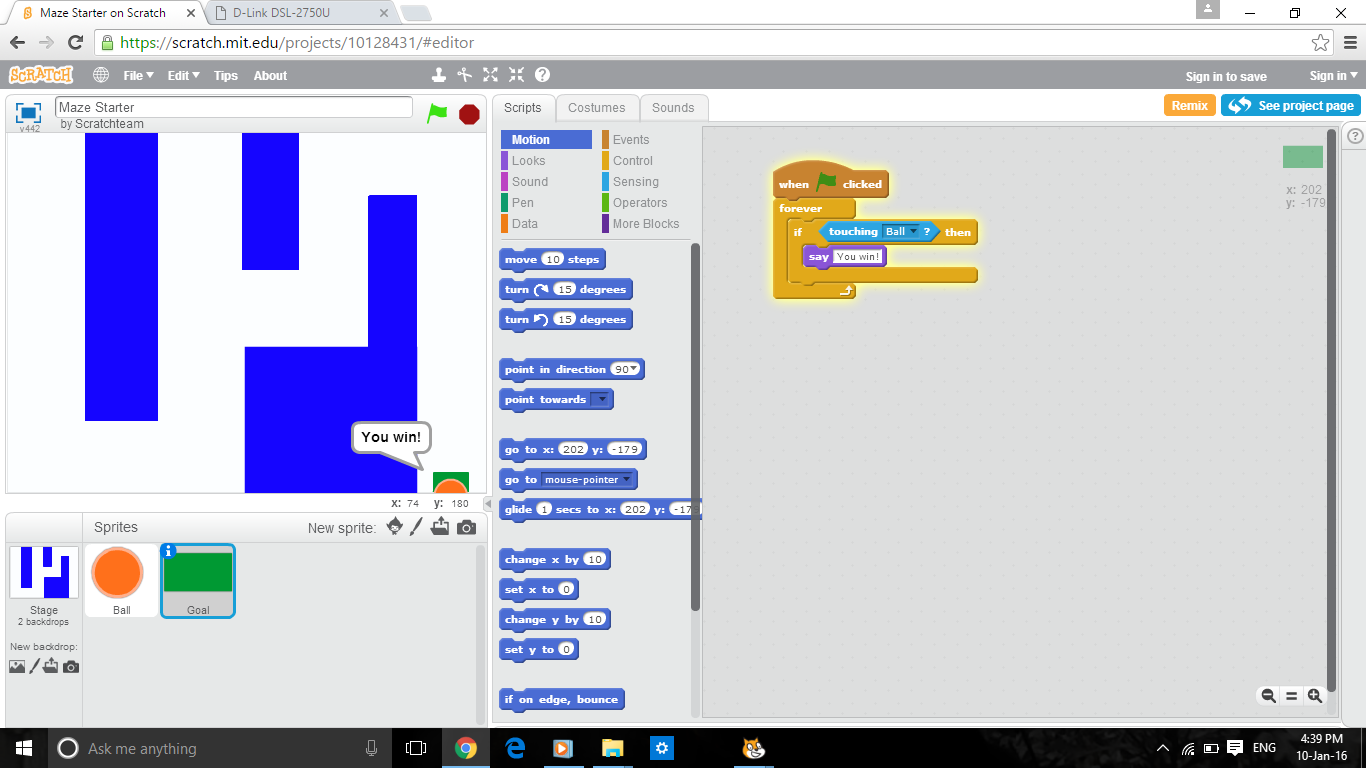 Maze Starter on Scratch
D-Link DSL-2750U
https://scratch.mit.edu/projects/10128431/#editor
SCRATCH File Edit Tips About Sign in to save Sign in
Maze Starter
by Scratchteam
v442
Scripts Costumes Sounds
Remix See project page
Motion Events
Looks Control
Sound Sensing
Pen Operators
Data More Blocks
move 10 steps
turn 15 degrees
turn 15 degrees
point in direction 90
point towards
go to x: 202 y: -179
go to mouse-pointer
glide 1 secs to x: 202 y: -17
change x by 10
set x to 0
change y by 10
set y to 0
if on edge, bounce
when clicked
forever
if touching Ball ? then
say You win!
x: 202
y: -179
You win!
x: 74 y: 180
Sprites New sprite:
Stage
2 backdrops
New backdrop:
Ball
Goal
Ask me anything
ENG
4:39 PM
10-Jan-16